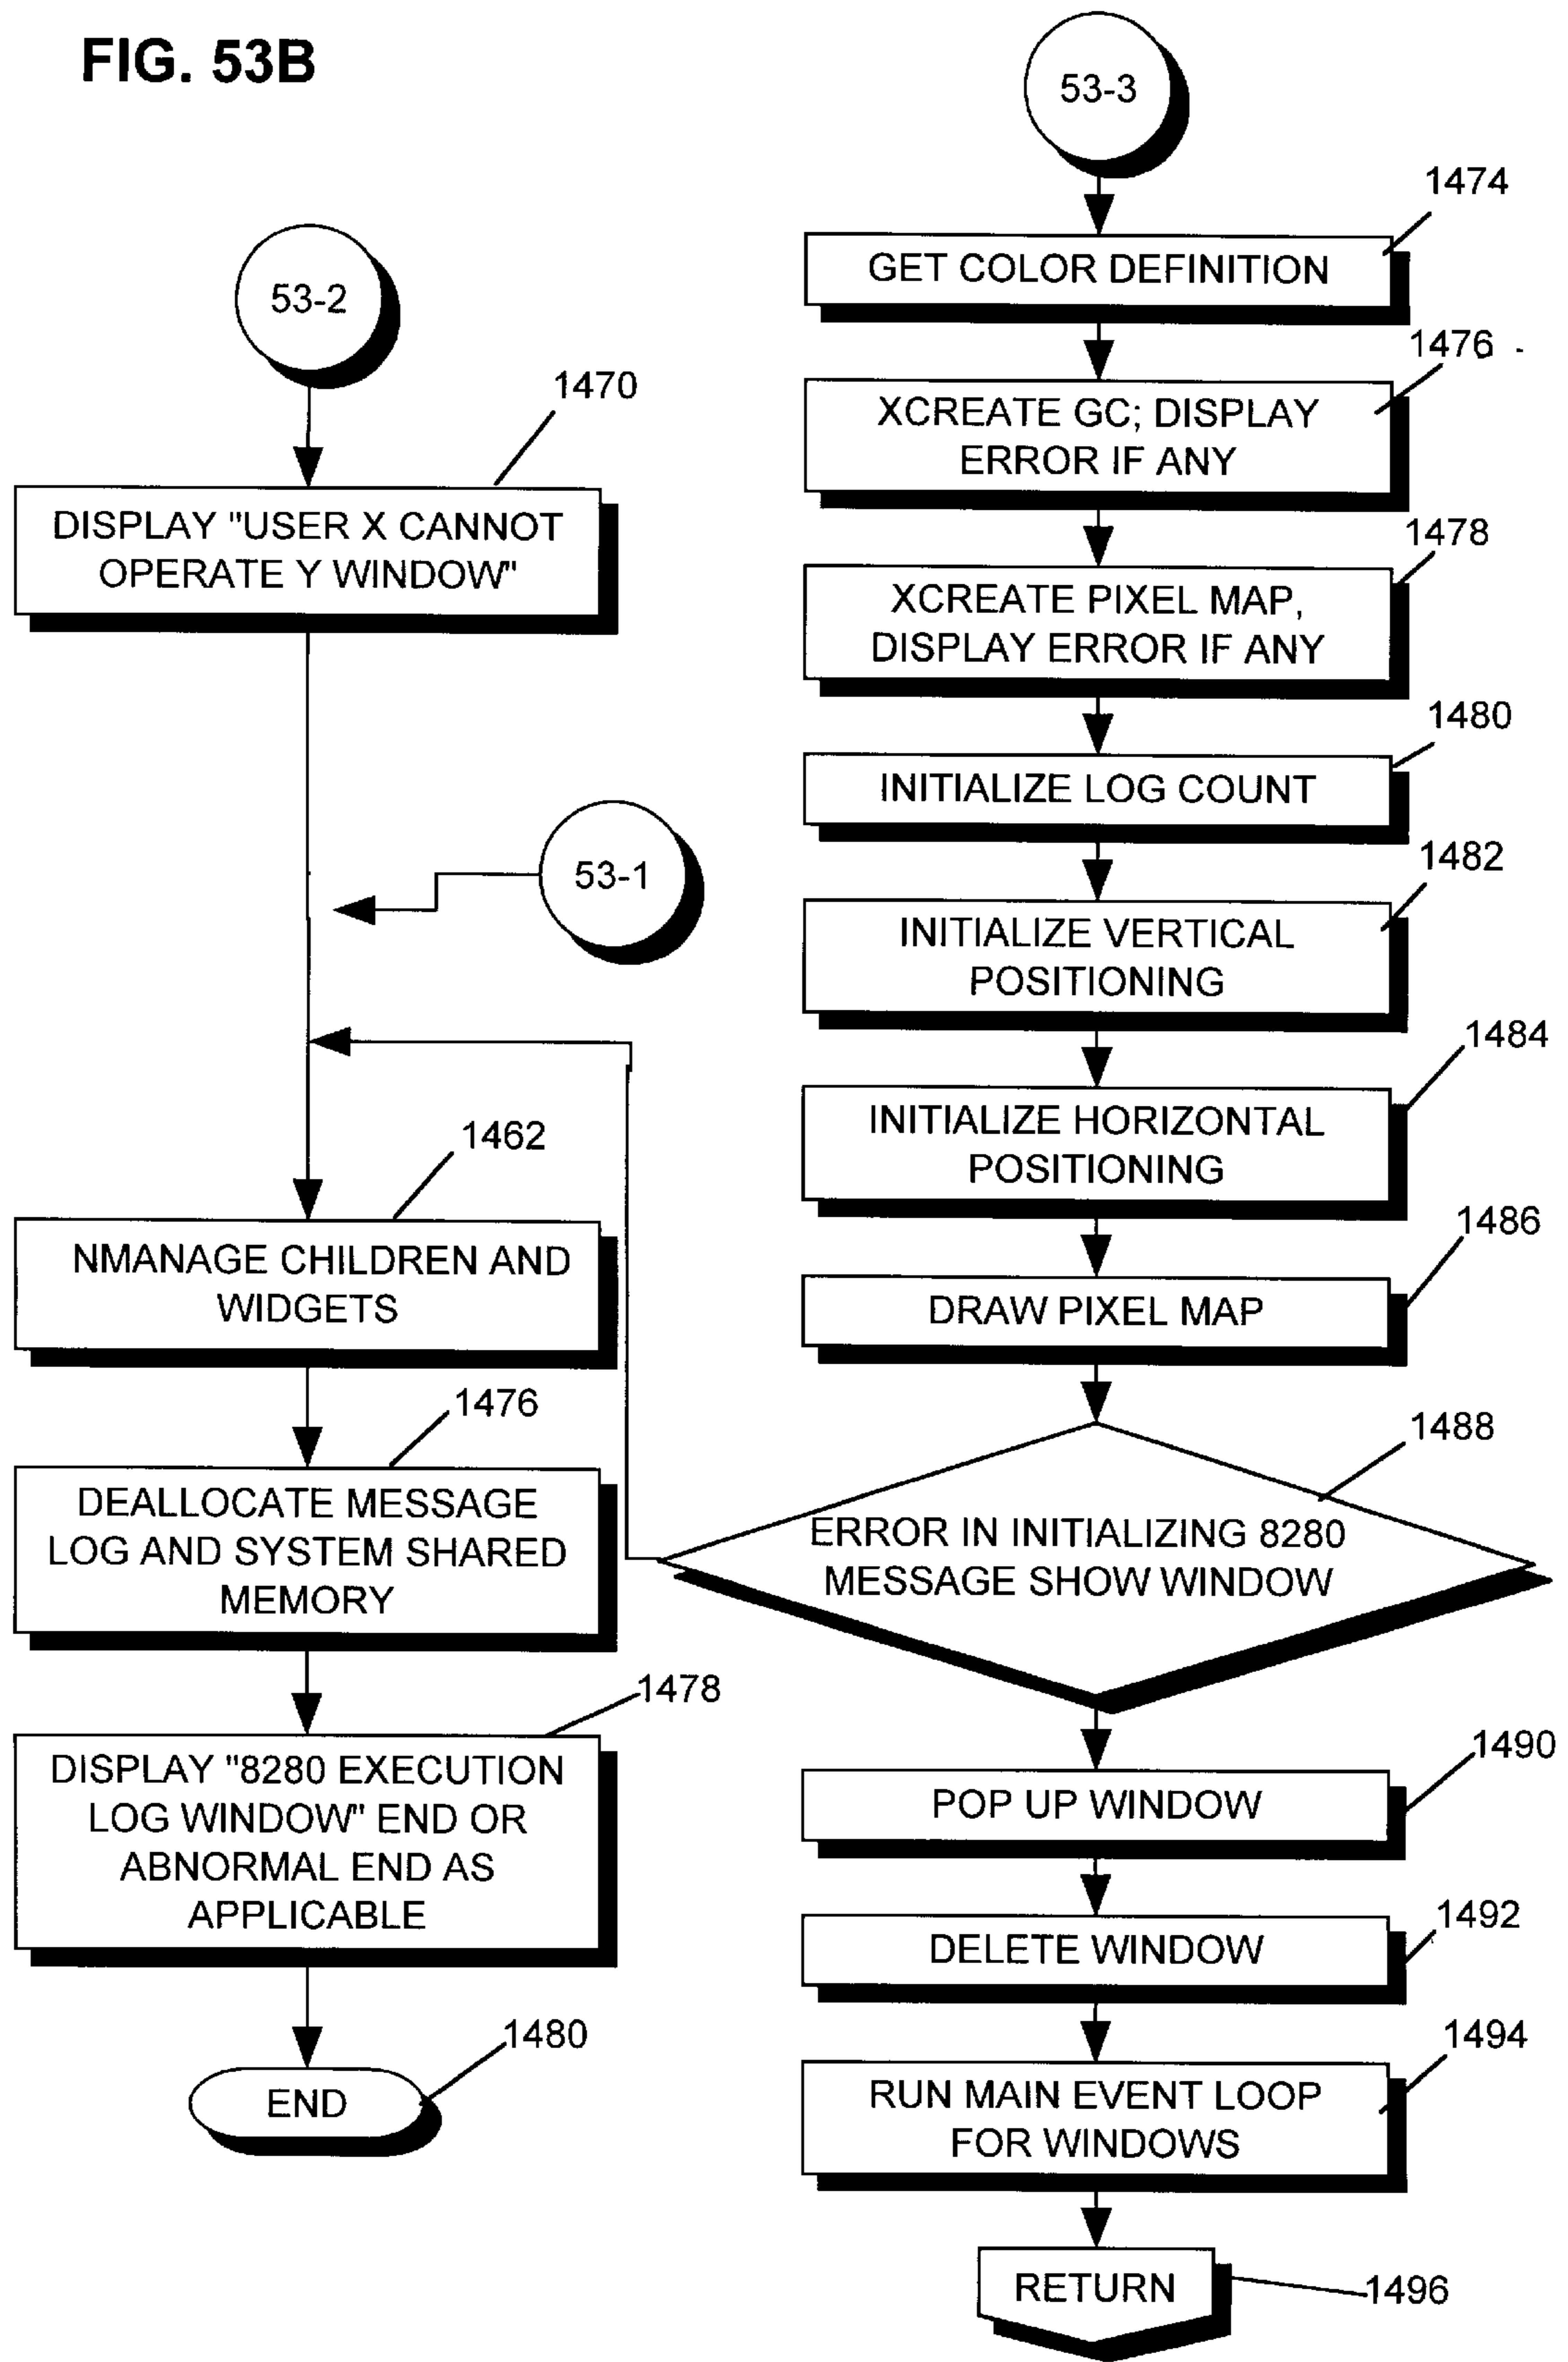 FIG. 53B
53-2
1470
DISPLAY "USER X CANNOT
OPERATE Y WINDOW"
53-1
1462
NMANAGE CHILDREN AND
WIDGETS
1476
DEALLOCATE MESSAGE
LOG AND SYSTEM SHARED
MEMORY
1478
DISPLAY "8280 EXECUTION
LOG WINDOW" END OR
ABNORMAL END AS
APPLICABLE
1480
END
53-3
1474
GET COLOR DEFINITION
1476
XCREATE GC; DISPLAY
ERROR IF ANY
1478
XCREATE PIXEL MAP,
DISPLAY ERROR IF ANY
1480
INITIALIZE LOG COUNT
1482
INITIALIZE VERTICAL
POSITIONING
1484
INITIALIZE HORIZONTAL
POSITIONING
1486
DRAW PIXEL MAP
1488
ERROR IN INITIALIZING 8280
MESSAGE SHOW WINDOW
1490
POP UP WINDOW
1492
DELETE WINDOW
1494
RUN MAIN EVENT LOOP
FOR WINDOWS
RETURN
1496